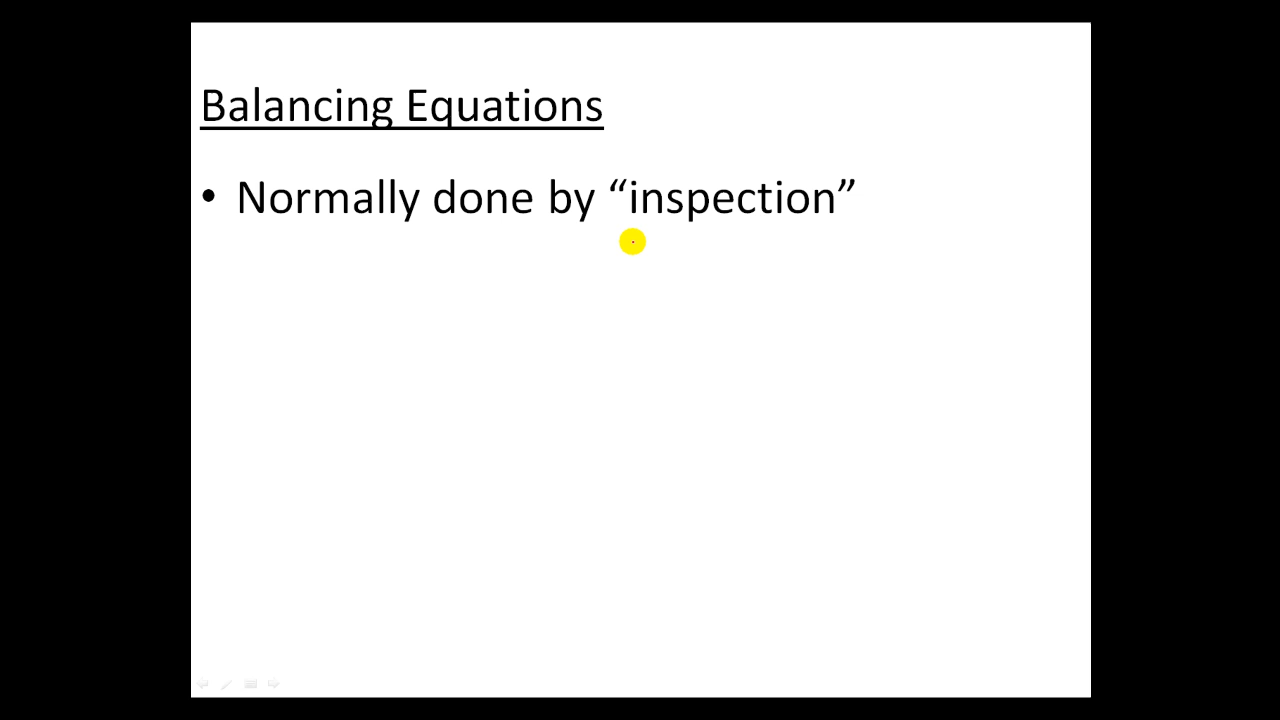 Balancing Equations
• Normally done by “inspection”